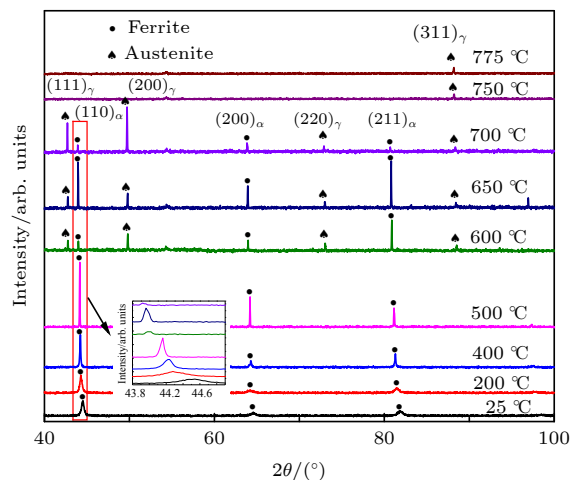 Ferrite
Austenite
(311)γ
775 ℃
(111)γ
(110)α
(200)γ
750 ℃
(200)α
(220)γ
(211)α
700 ℃
650 ℃
600 ℃
500 ℃
400 ℃
200 ℃
25 ℃
Intensity/arb. units
Intensity/arb. units
43.8 44.2 44.6
40 60 80 100
2θ/(°)